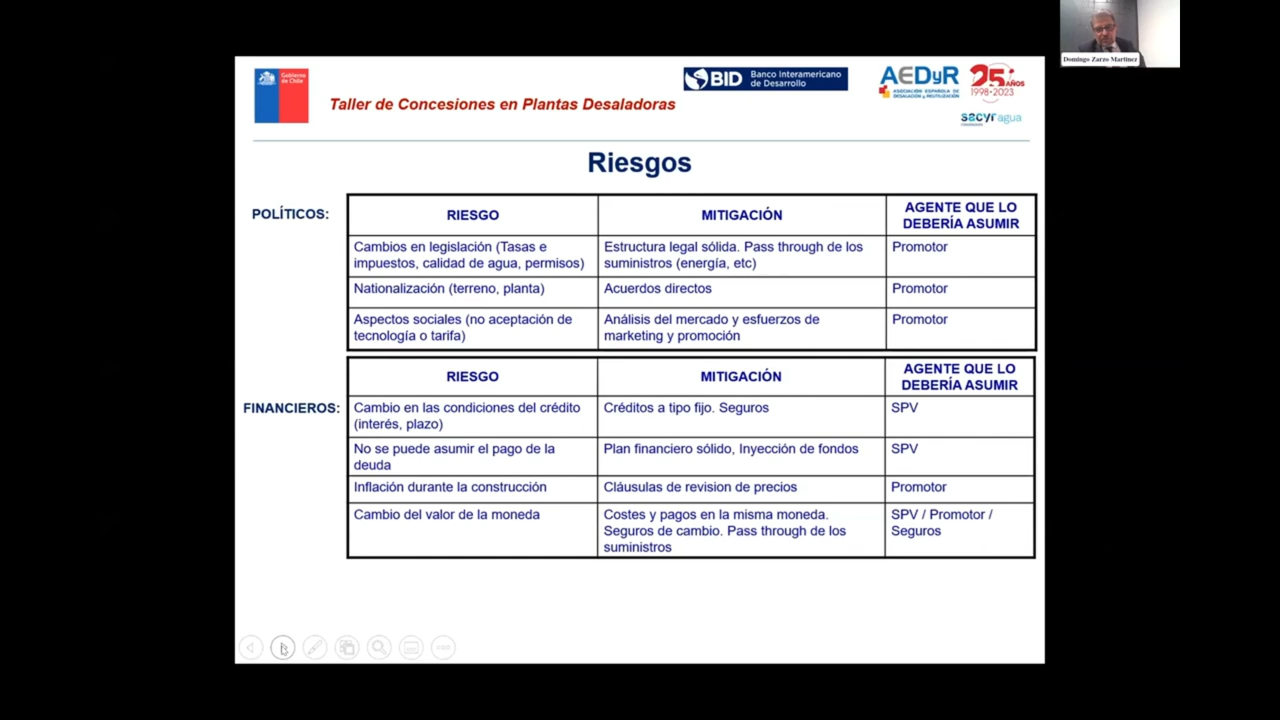 Domingo Zarzo Martinez
Gobierno
de Chile
Taller de Concesiones en Plantas Desaladoras
BID
Banco Interamericano
de Desarrollo
AEDyR
ASOCIACIÓN ESPAÑOLA DE
DESALACIÓN y REUTILIZACIÓN
25 AÑOS
1998-2023
sacyr agua
Riesgos
POLÍTICOS:
RIESGO
MITIGACIÓN
AGENTE QUE LO
DEBERÍA ASUMIR
Cambios en legislación (Tasas e
impuestos, calidad de agua, permisos)
Estructura legal sólida. Pass through de los
suministros (energía, etc)
Promotor
Nationalización (terreno, planta)
Acuerdos directos
Promotor
Aspectos sociales (no aceptación de
tecnología o tarifa)
Análisis del mercado y esfuerzos de
marketing y promoción
Promotor
FINANCIEROS:
RIESGO
MITIGACIÓN
AGENTE QUE LO
DEBERÍA ASUMIR
Cambio en las condiciones del crédito
(interés, plazo)
Créditos a tipo fijo. Seguros
SPV
No se puede asumir el pago de la
deuda
Plan financiero sólido, Inyección de fondos
SPV
Inflación durante la construcción
Cláusulas de revision de precios
Promotor
Cambio del valor de la moneda
Costes y pagos en la misma moneda.
Seguros de cambio. Pass through de los
suministros
SPV / Promotor /
Seguros